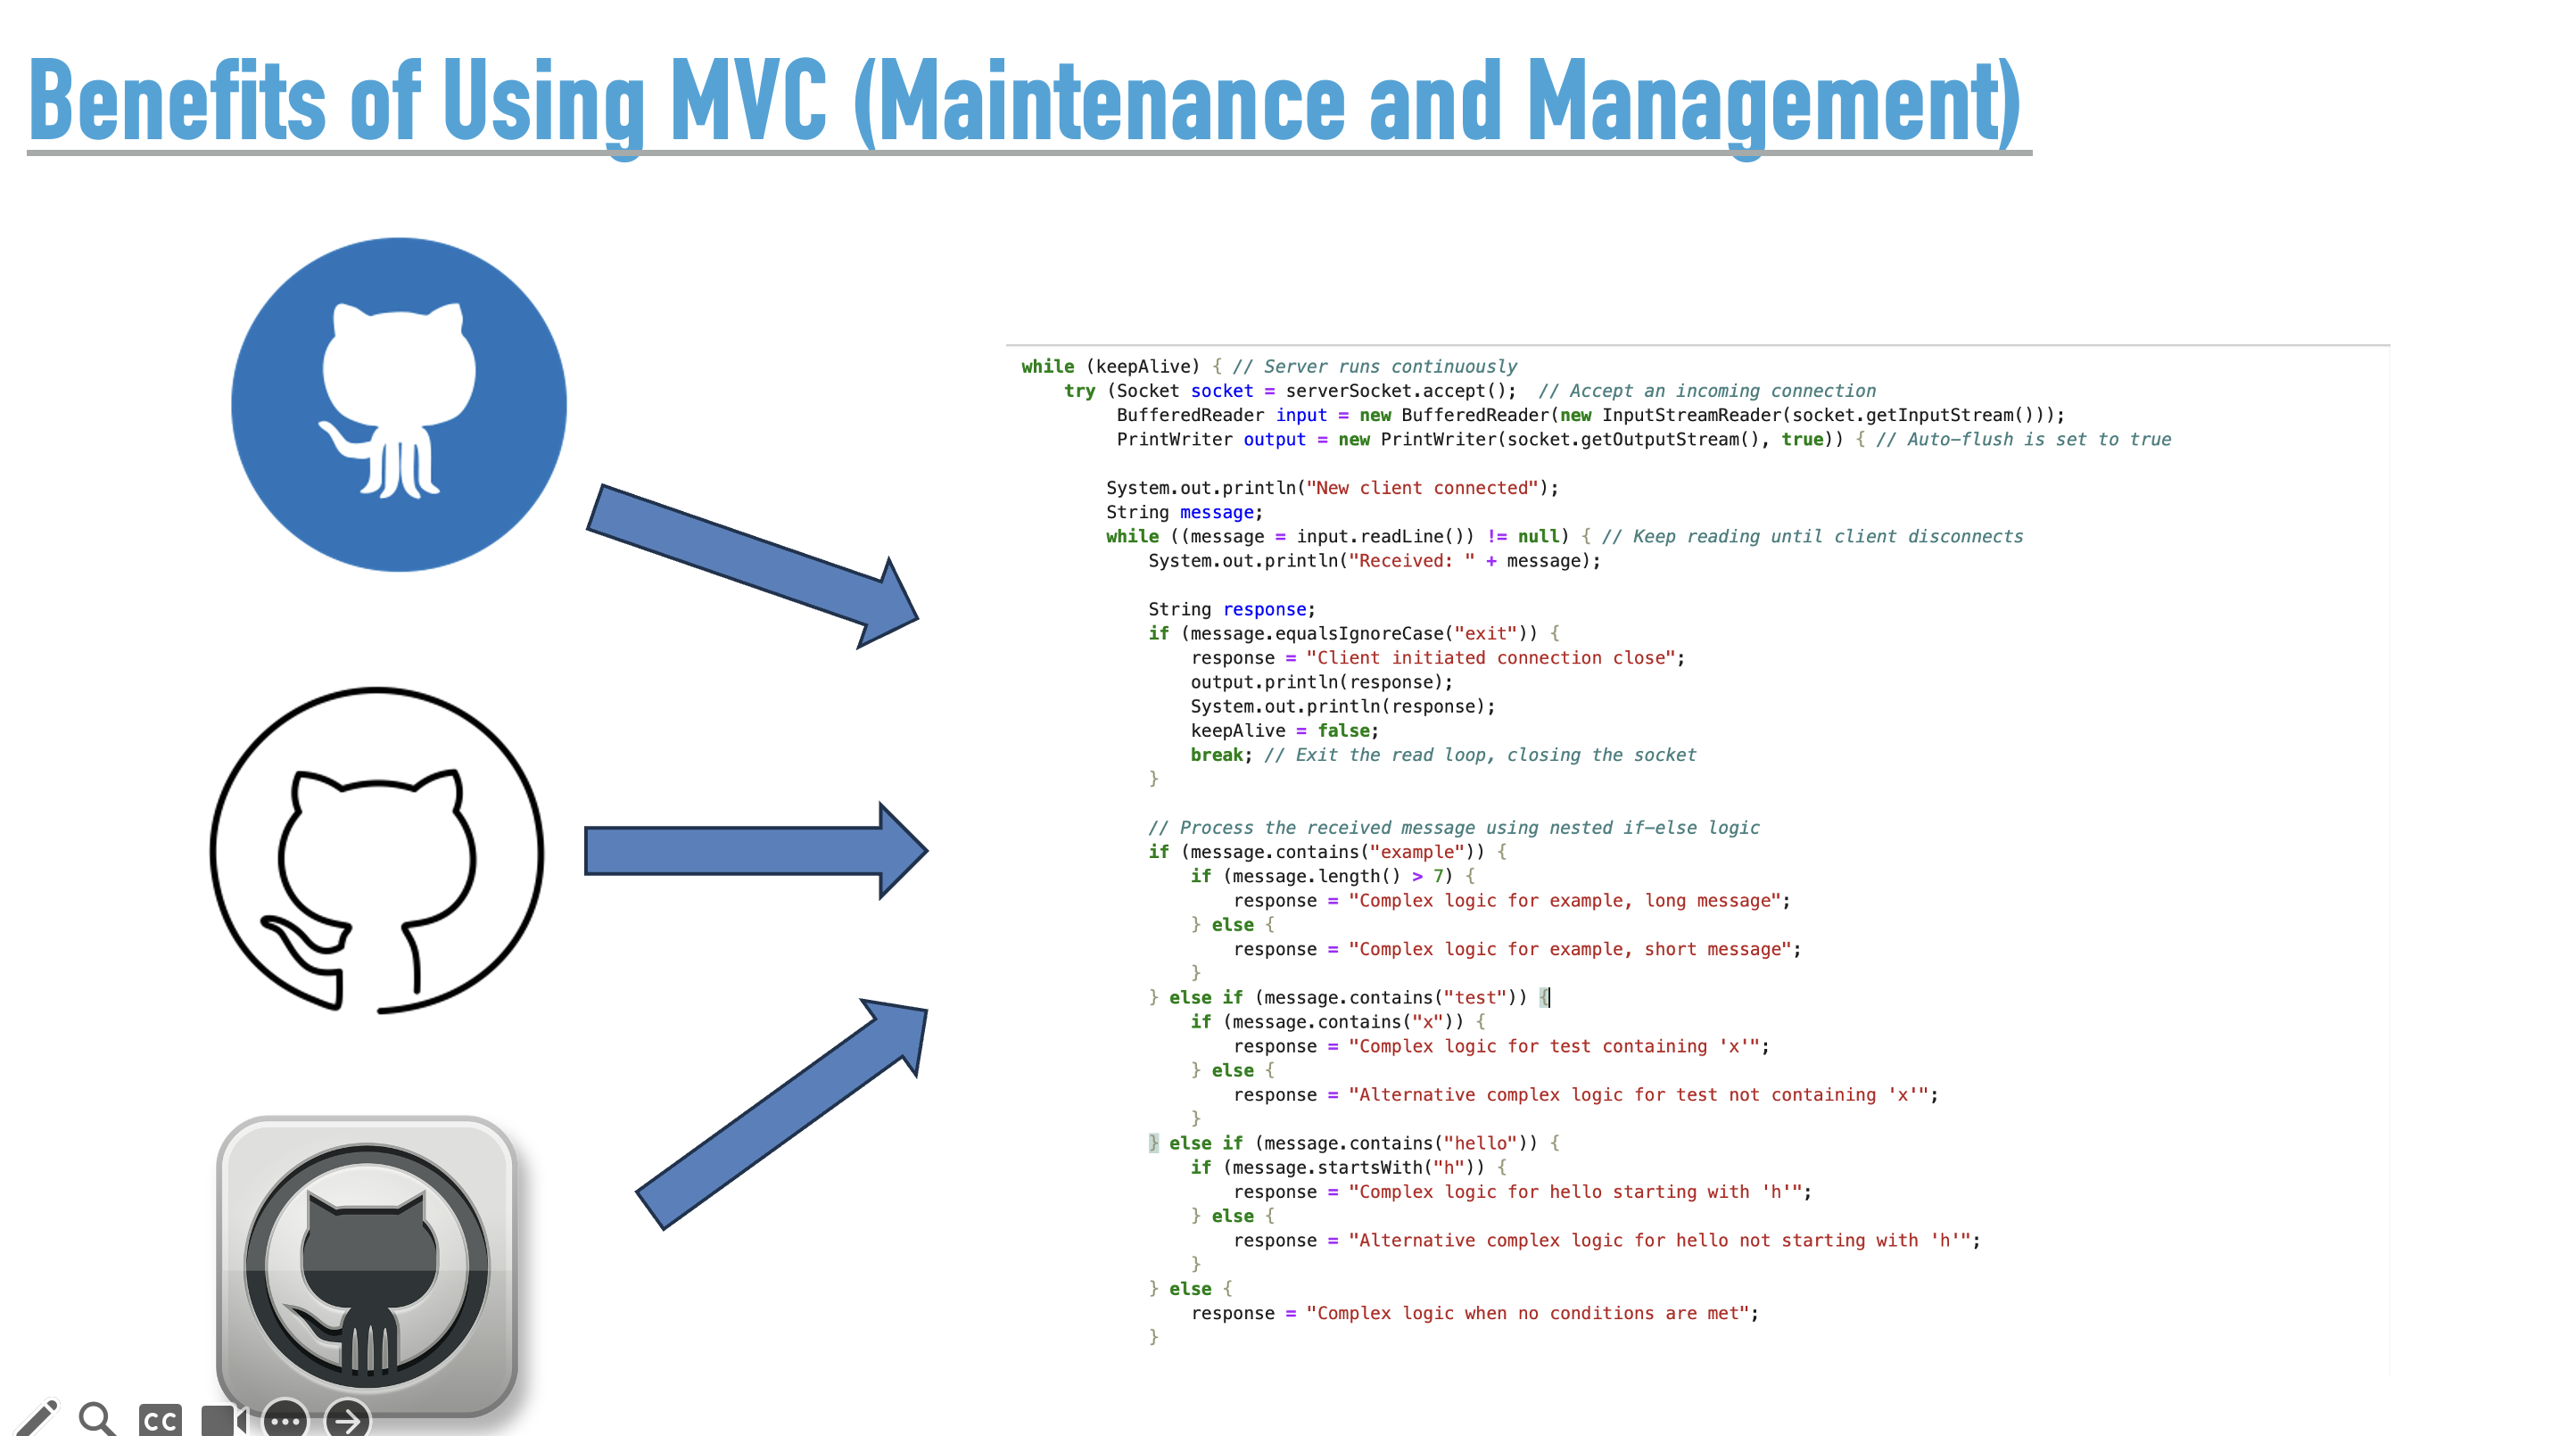 Benefits of Using MVC (Maintenance and Management)
while (keepAlive) { // Server runs continuously
try (Socket socket = serverSocket.accept();  // Accept an incoming connection
BufferedReader input = new BufferedReader(new InputStreamReader(socket.getInputStream()));
PrintWriter output = new PrintWriter(socket.getOutputStream(), true)) { // Auto-flush is set to true
System.out.println("New client connected");
String message;
while ((message = input.readLine()) != null) { // Keep reading until client disconnects
System.out.println("Received: " + message);
String response;
if (message.equalsIgnoreCase("exit")) {
response = "Client initiated connection close";
output.println(response);
System.out.println(response);
keepAlive = false;
break; // Exit the read loop, closing the socket
}
// Process the received message using nested if-else logic
if (message.contains("example")) {
if (message.length() > 7) {
response = "Complex logic for example, long message";
} else {
response = "Complex logic for example, short message";
}
} else if (message.contains("test")) {
if (message.contains("x")) {
response = "Complex logic for test containing 'x'";
} else {
response = "Alternative complex logic for test not containing 'x'";
}
} else if (message.contains("hello")) {
if (message.startsWith("h")) {
response = "Complex logic for hello starting with 'h'";
} else {
response = "Alternative complex logic for hello not starting with 'h'";
}
} else {
response = "Complex logic when no conditions are met";
}
CC